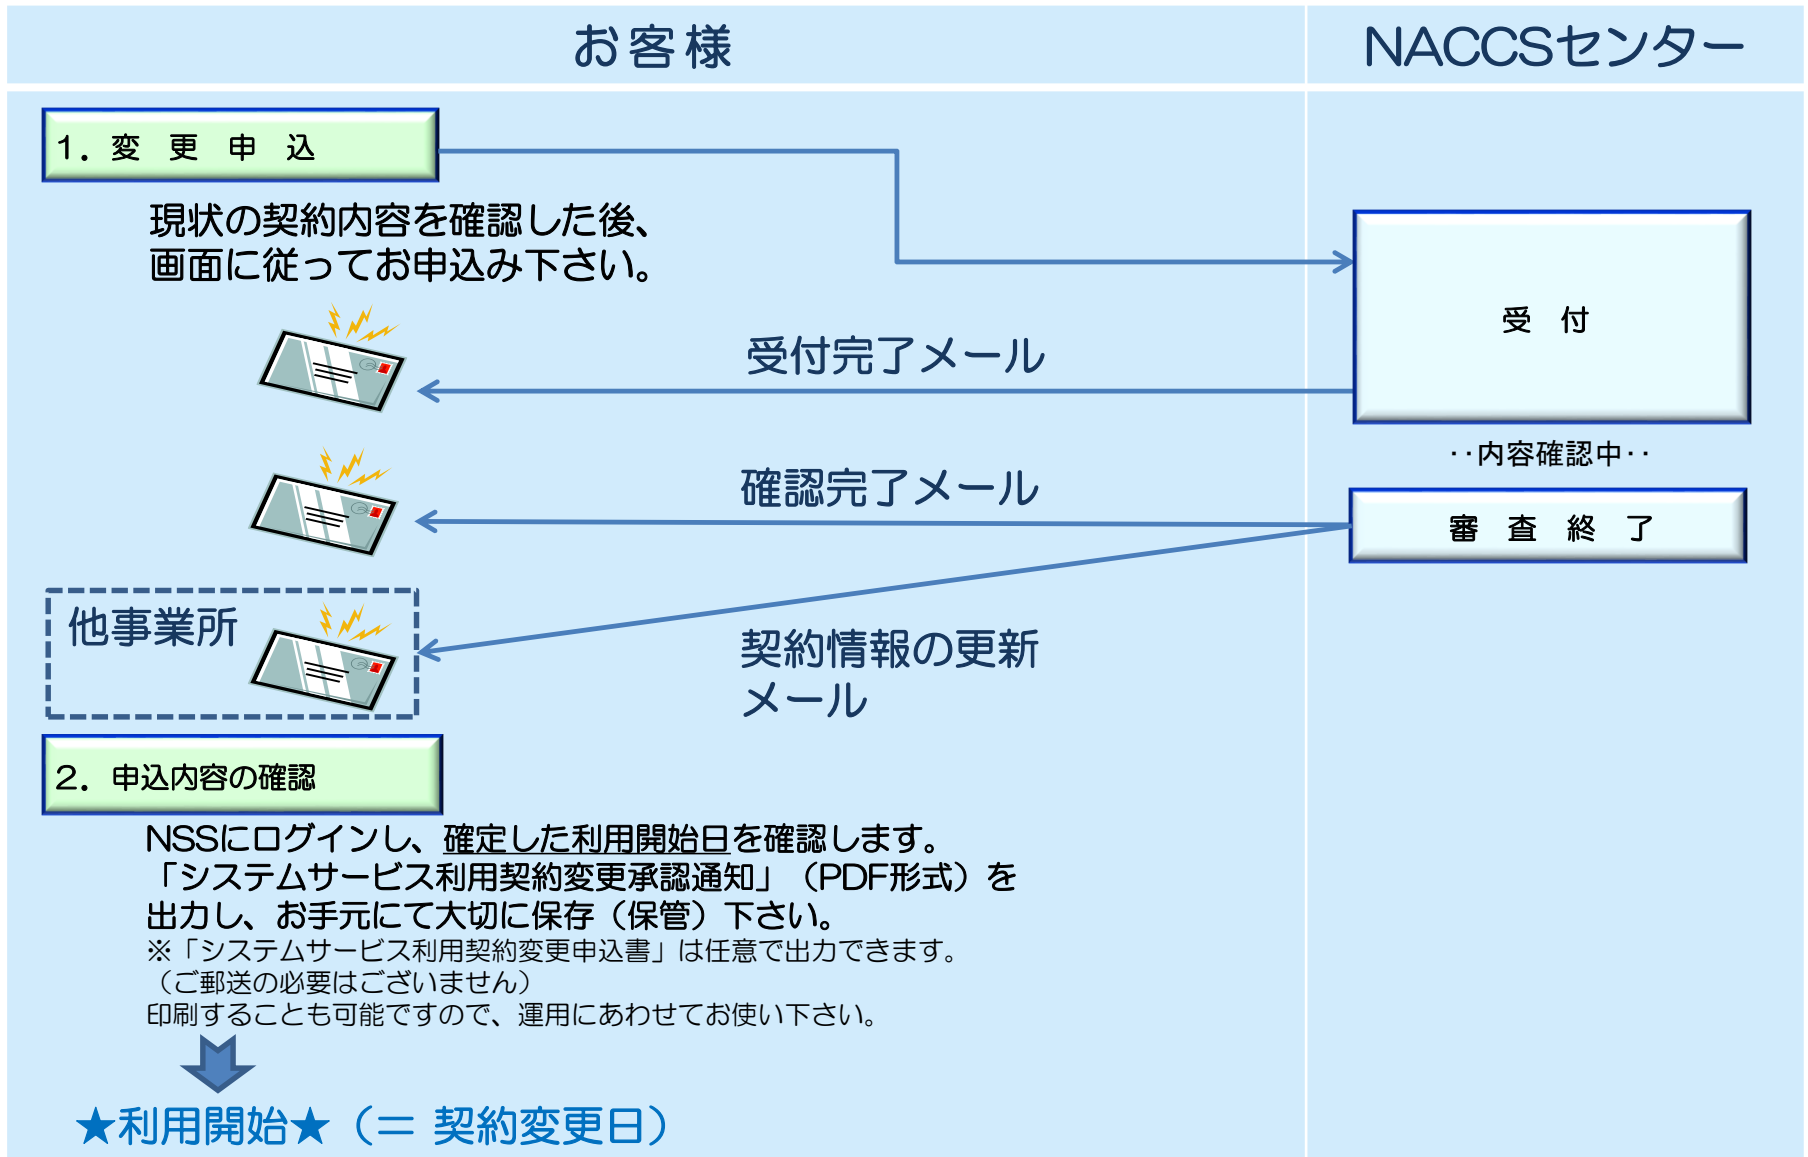 お客様
NACCSセンター
１．変　更　申　込
現状の契約内容を確認した後、
画面に従ってお申込み下さい。
受　付
受付完了メール
‥内容確認中‥
確認完了メール
審　査　終　了
他事業所
契約情報の更新
メール
２．申込内容の確認
NSSにログインし、確定した利用開始日を確認します。
「システムサービス利用契約変更承認通知」（PDF形式）を
出力し、お手元にて大切に保存（保管）下さい。
※「システムサービス利用契約変更申込書」は任意で出力できます。
（ご郵送の必要はございません）
印刷することも可能ですので、運用にあわせてお使い下さい。
★利用開始★（＝ 契約変更日）